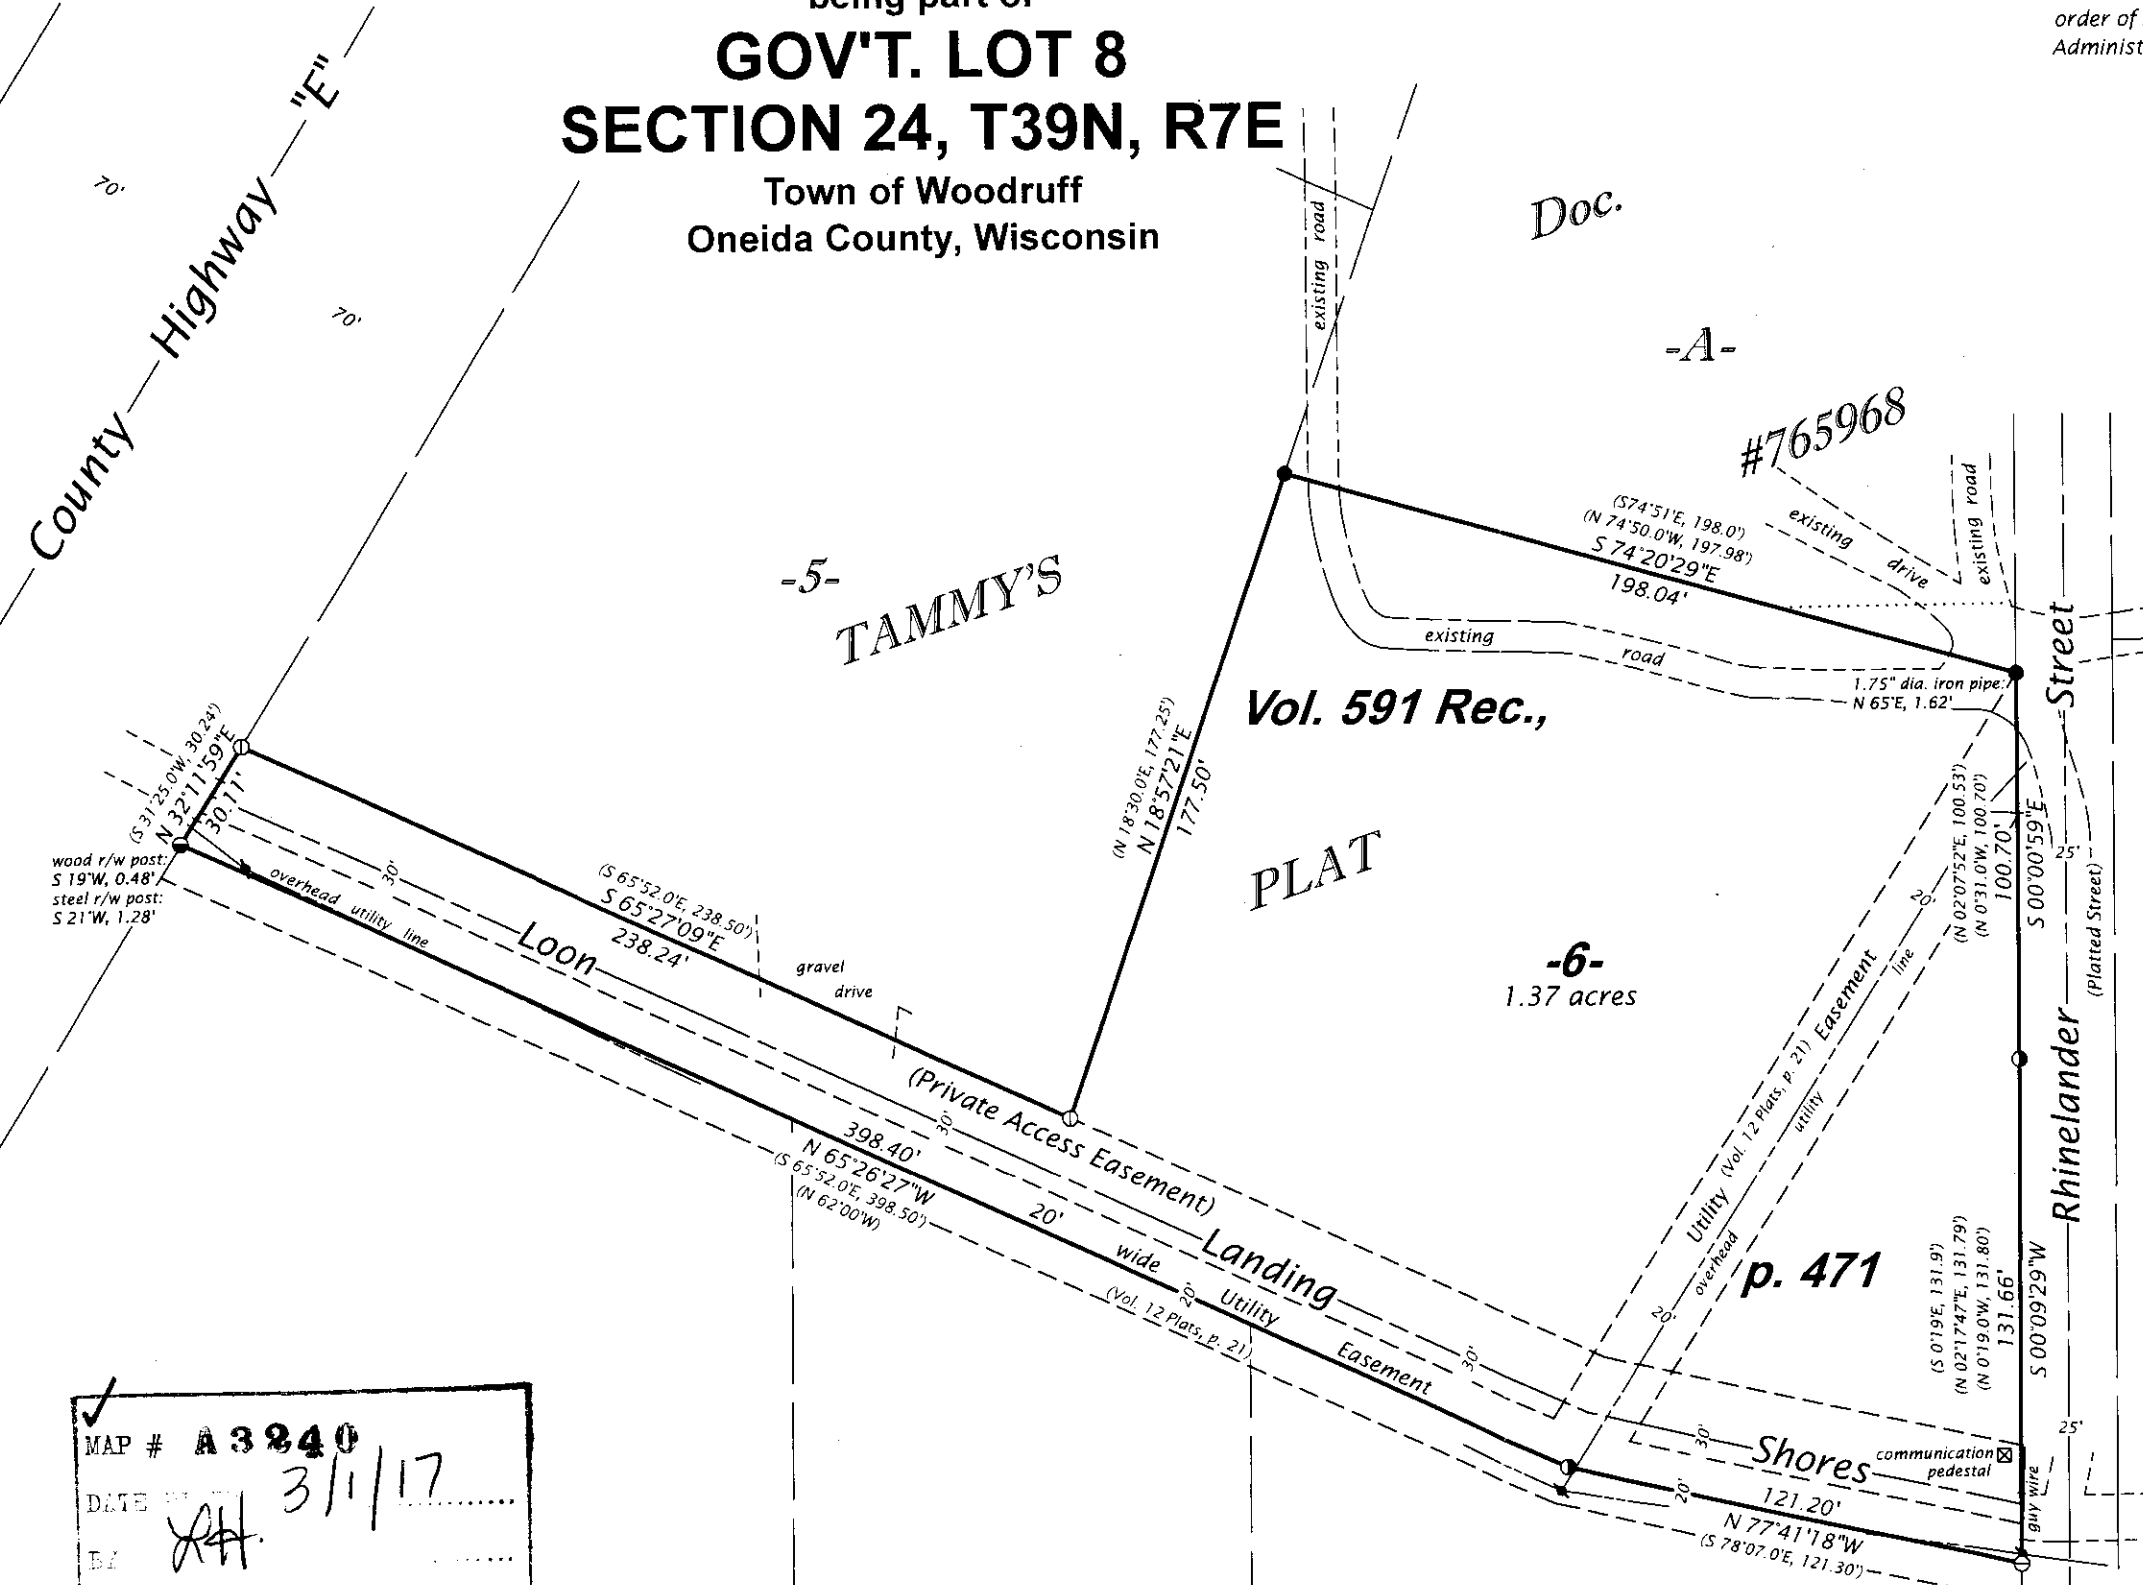 being part of
GOV'T. LOT 8
SECTION 24, T39N, R7E
Town of Woodruff
Oneida County, Wisconsin
order of
Administ
County Highway "E"
70'
70'
existing road
Doc.
-A-
#765968
existing road
existing drive
(S74°51'E, 198.0')
(N 74°50.0'W, 197.98')
S 74°20'29"E
198.04'
existing road
Street
1.75" dia. iron pipe:
N 65°E, 1.62'
-5-
TAMMY'S
Vol. 591 Rec.,
(N 18°30.0'E, 177.25')
N 18°57'21"E
177.50'
PLAT
-6-
1.37 acres
(S 31°25.0'W, 30.24')
N 32°11'59"E
30.11'
wood r/w post:
S 19°W, 0.48'
steel r/w post:
S 21°W, 1.28'
overhead utility line
30'
(S 65°52.0'E, 238.50')
S 65°27'09"E
238.24'
gravel
drive
Loon
(Private Access Easement)
30'
398.40'
N 65°26'27"W
(S 65°52.0'E, 398.50')
(N 62°00'W)
20'
wide
Utility
Easement
20'
(Vol. 12 Plats, p. 21)
Landing
30'
(N 02°07'52"E, 100.53')
(N 0°31.0'W, 100.70')
100.70'
S 00°00'59"E
25'
(Platted Street)
20'
Utility (Vol. 12 Plats, p. 21) Easement
overhead utility line
20'
p. 471
Rhinelander
(S 0°19'E, 131.9')
(N 02°17'47"E, 131.79')
(N 0°19.0'W, 131.80')
131.66'
S 00°09'29"W
25'
30'
Shores
communication
pedestal
guy wire
20'
121.20'
N 77°41'18"W
(S 78°07.0'E, 121.30')
MAP # A3240
DATE 3/1/17
BY